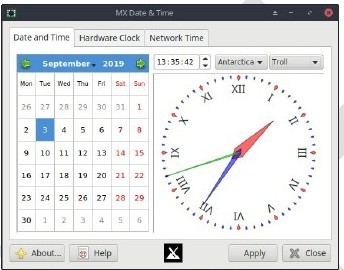 MX Date & Time
Date and Time Hardware Clock Network Time
September 2019 13:35:42 Antarctica Troll
Mon Tue Wed Thu Fri Sat Sun
26 27 28 29 30 31 1
2 3 4 5 6 7 8
9 10 11 12 13 14 15
16 17 18 19 20 21 22
23 24 25 26 27 28 29
30 1 2 3 4 5 6
XII
I
II
III
IIII
V
VI
VII
VIII
IX
X
XI
About... Help Apply Close